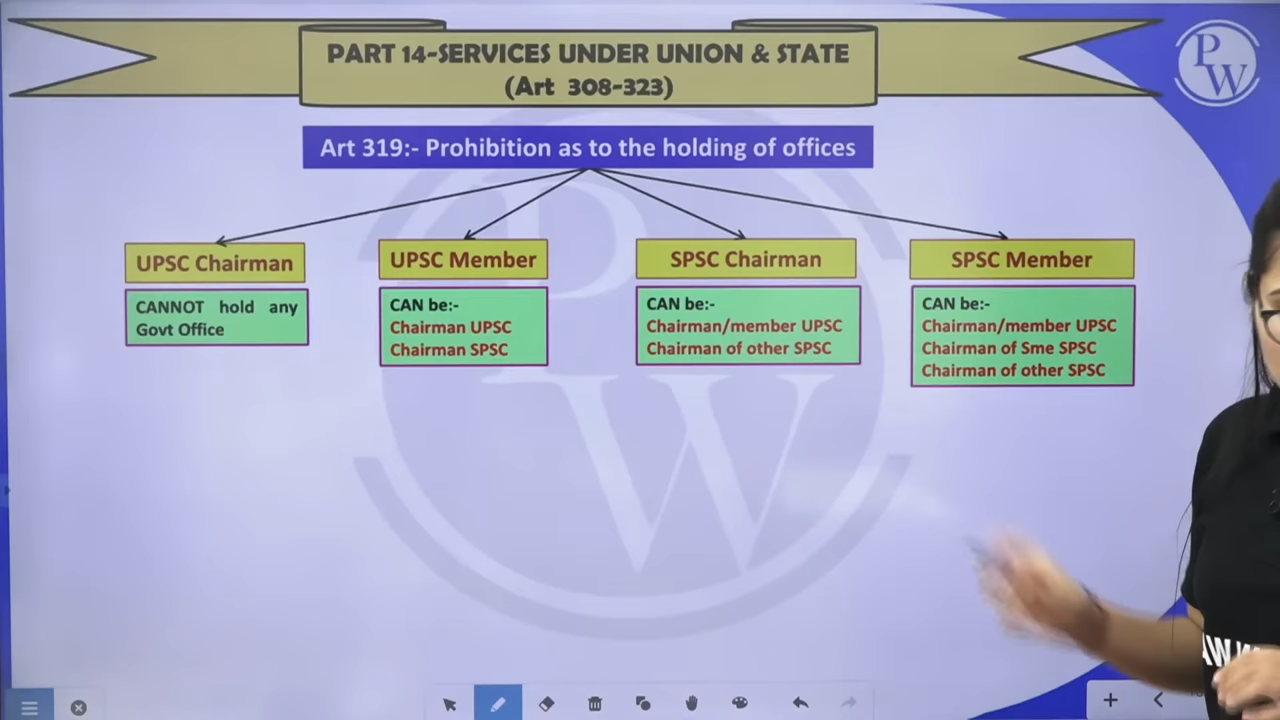 PART 14-SERVICES UNDER UNION & STATE
(Art 308-323)
PW
Art 319:- Prohibition as to the holding of offices
UPSC Chairman
CANNOT hold any
Govt Office
UPSC Member
CAN be:-
Chairman UPSC
Chairman SPSC
SPSC Chairman
CAN be:-
Chairman/member UPSC
Chairman of other SPSC
SPSC Member
CAN be:-
Chairman/member UPSC
Chairman of Sme SPSC
Chairman of other SPSC
PW